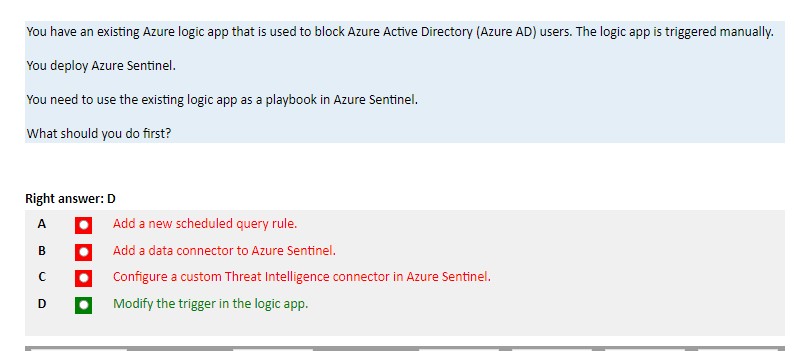 You have an existing Azure logic app that is used to block Azure Active Directory (Azure AD) users. The logic app is triggered manually.
You deploy Azure Sentinel.
You need to use the existing logic app as a playbook in Azure Sentinel.
What should you do first?
Right answer: D
A Add a new scheduled query rule.
B Add a data connector to Azure Sentinel.
C Configure a custom Threat Intelligence connector in Azure Sentinel.
D Modify the trigger in the logic app.